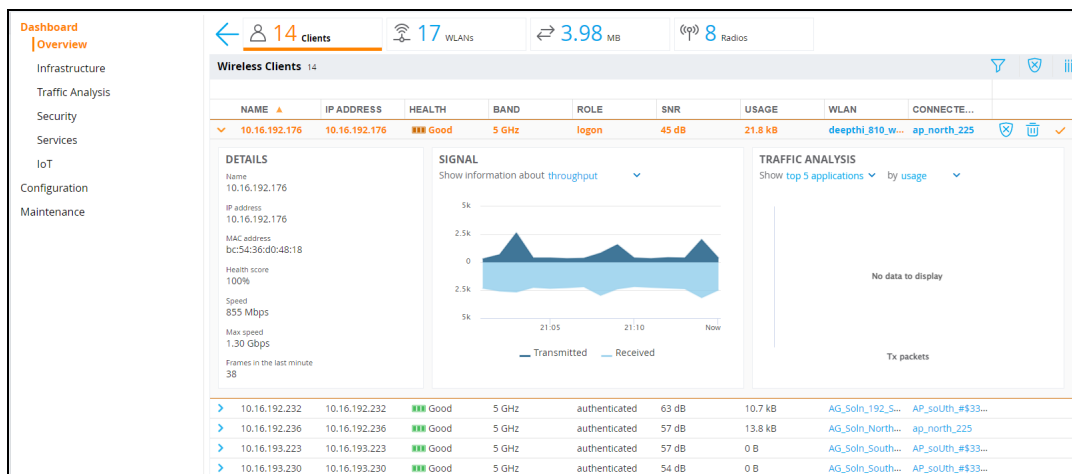 Dashboard
Overview
Infrastructure
Traffic Analysis
Security
Services
IoT
Configuration
Maintenance
14 Clients
17 WLANs
3.98 MB
8 Radios
Wireless Clients 14
NAME IP ADDRESS HEALTH BAND ROLE SNR USAGE WLAN CONNECTE...
10.16.192.176 10.16.192.176 Good 5 GHz logon 45 dB 21.8 kB deepthi_810_w... ap_north_225
DETAILS
Name
10.16.192.176
IP address
10.16.192.176
MAC address
bc:54:36:d0:48:18
Health score
100%
Speed
855 Mbps
Max speed
1.30 Gbps
Frames in the last minute
38
SIGNAL
Show information about throughput
5k
2.5k
0
2.5k
5k
21:05 21:10 Now
Transmitted Received
TRAFFIC ANALYSIS
Show top 5 applications by usage
No data to display
Tx packets
10.16.192.232 10.16.192.232 Good 5 GHz authenticated 63 dB 10.7 kB AG_Soln_192_S... AP_soUth_#$33...
10.16.192.236 10.16.192.236 Good 5 GHz authenticated 57 dB 13.8 kB AG_Soln_North... ap_north_225
10.16.193.223 10.16.193.223 Good 5 GHz authenticated 57 dB 0 B AG_Soln_South... AP_soUth_#$33...
10.16.193.230 10.16.193.230 Good 5 GHz authenticated 54 dB 0 B AG_Soln_South... AP_soUth_#$33...